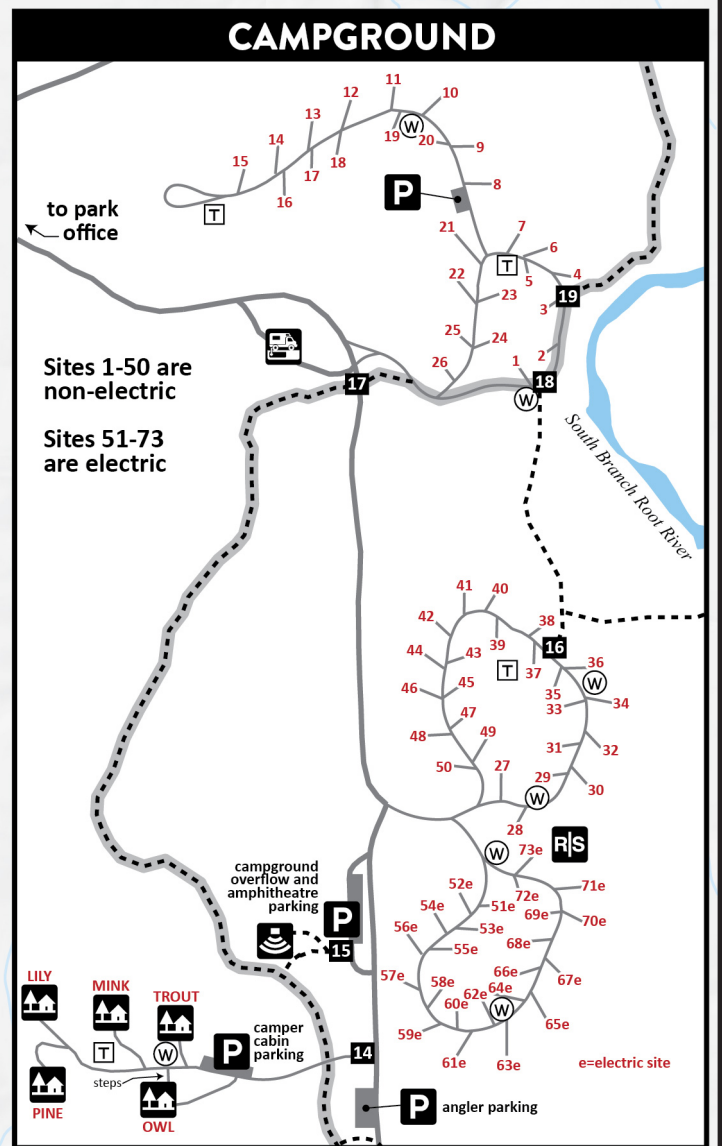 CAMPGROUND
11
12
10
13
19
W
20
14
9
15
18
17
8
16
P
T
to park
office
21
7
6
T
4
5
22
23
19
3
25
24
2
1
26
17
18
W
Sites 1-50 are
non-electric
Sites 51-73
are electric
South Branch Root River
41
40
42
38
39
16
44
43
T
37
36
35
W
46
45
33
34
47
48
49
31
32
50
27
29
30
W
28
R|S
W
73e
campground
overflow and
amphitheatre
parking
52e
72e
71e
54e
51e
69e
70e
P
56e
53e
68e
15
55e
57e
58e
66e
67e
64e
62e
60e
W
65e
59e
61e
63e
e=electric site
LILY
MINK
TROUT
camper
cabin
parking
P
T
W
14
steps
PINE
OWL
P
angler parking